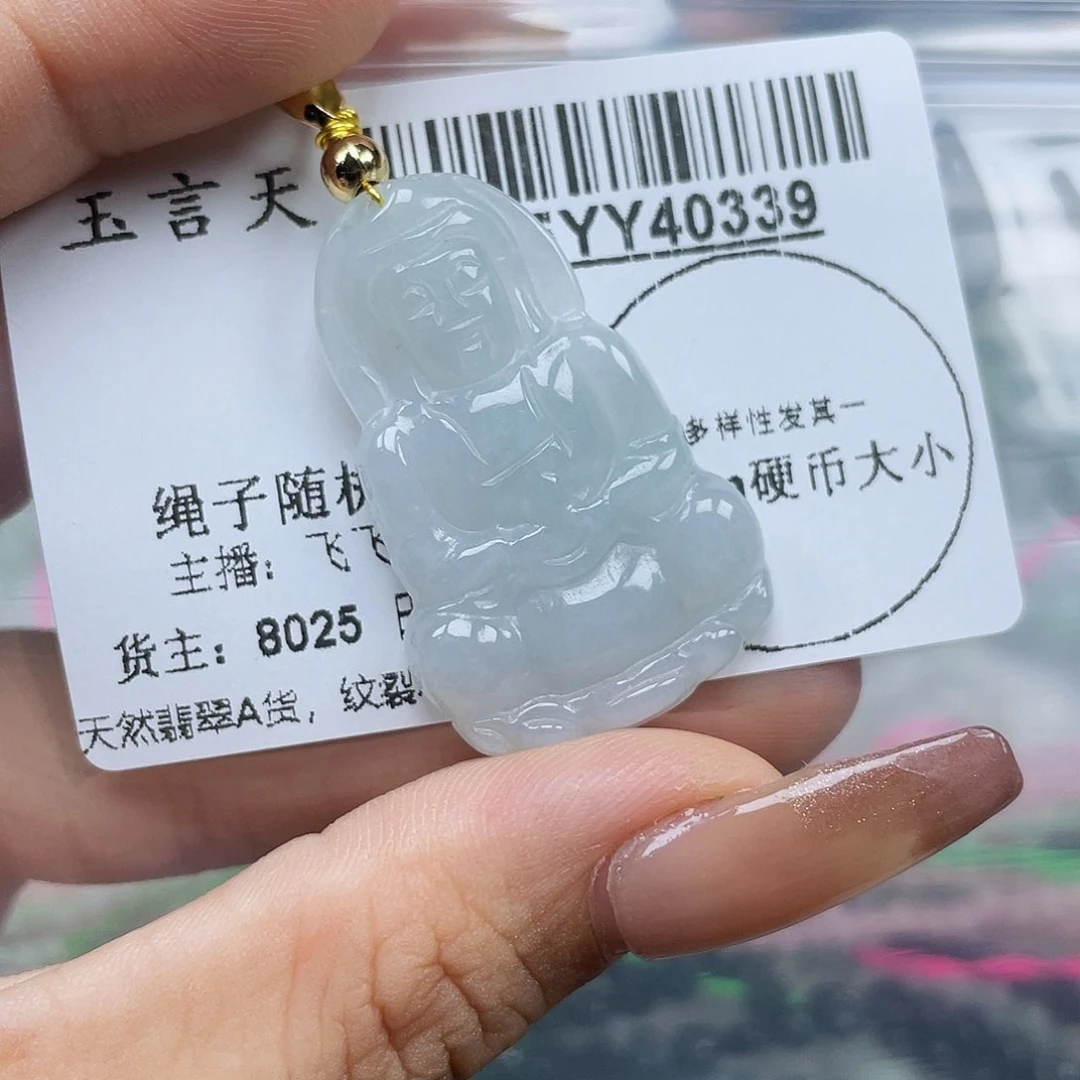 玉言天
YY40339
多样性发其一
绳子随机
硬币大小
主播：飞飞
货主：8025
天然翡翠A货，纹裂